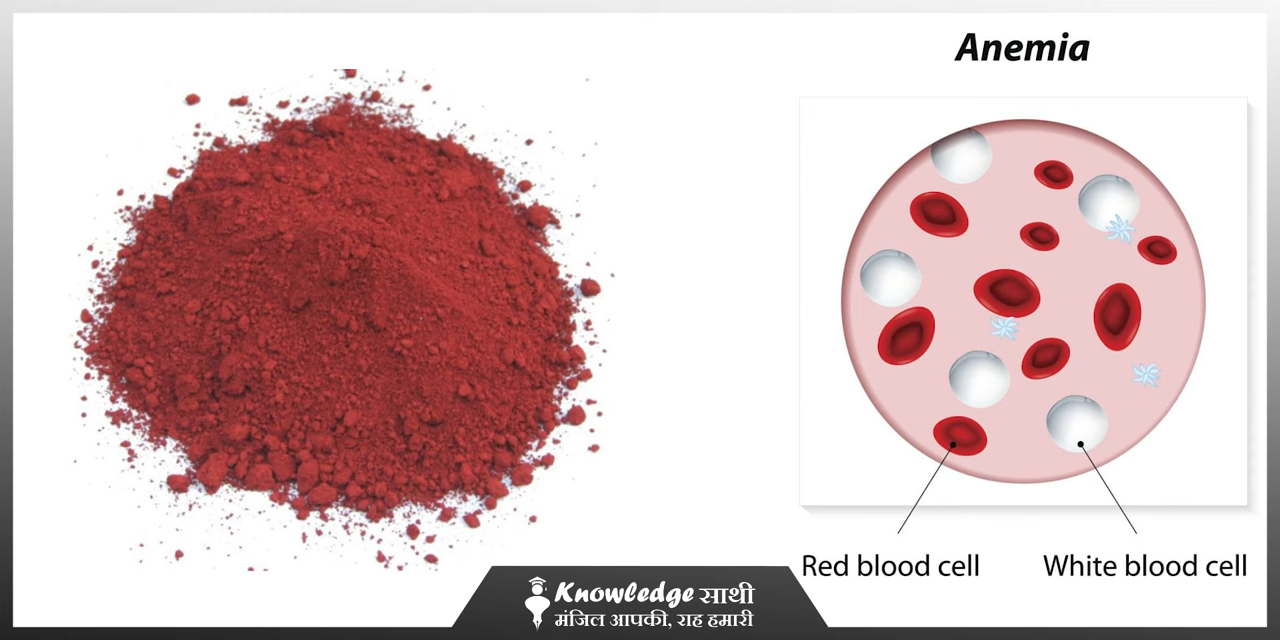 Anemia
Red blood cell
White blood cell
Knowledge साथी
मंजिल आपकी, राह हमारी